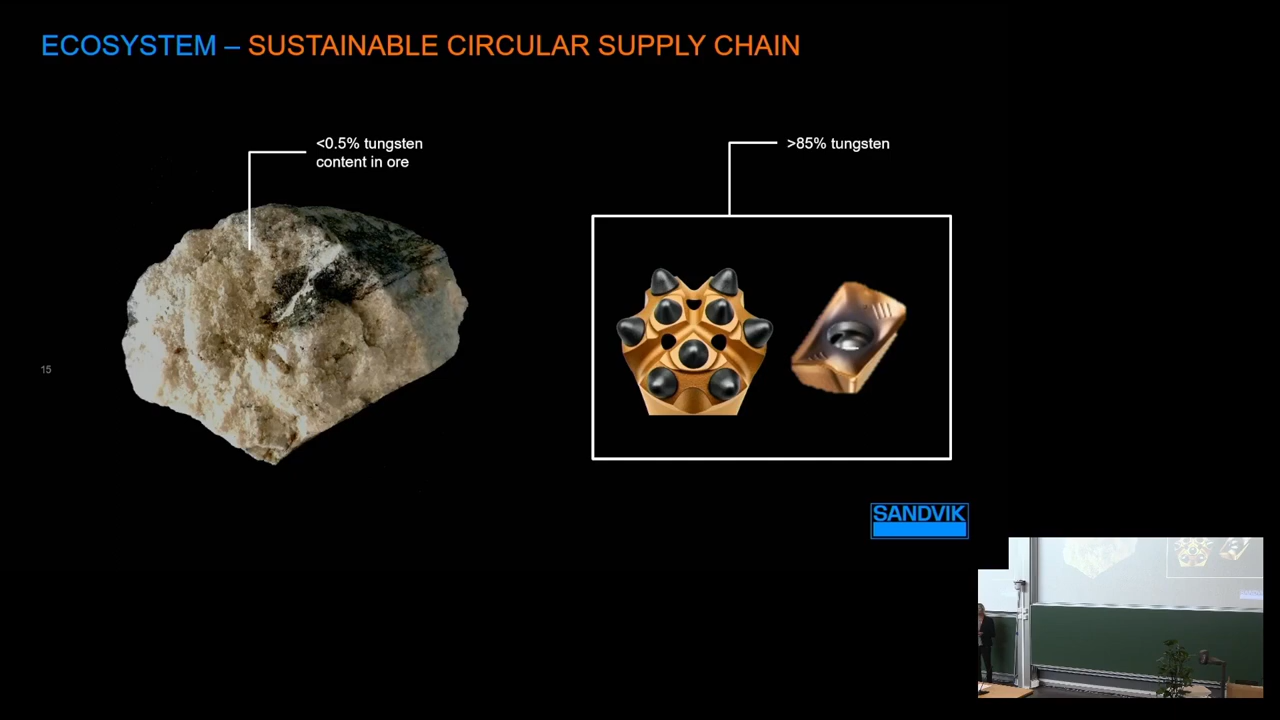 ECOSYSTEM – SUSTAINABLE CIRCULAR SUPPLY CHAIN
<0.5% tungsten
content in ore
>85% tungsten
15
SANDVIK